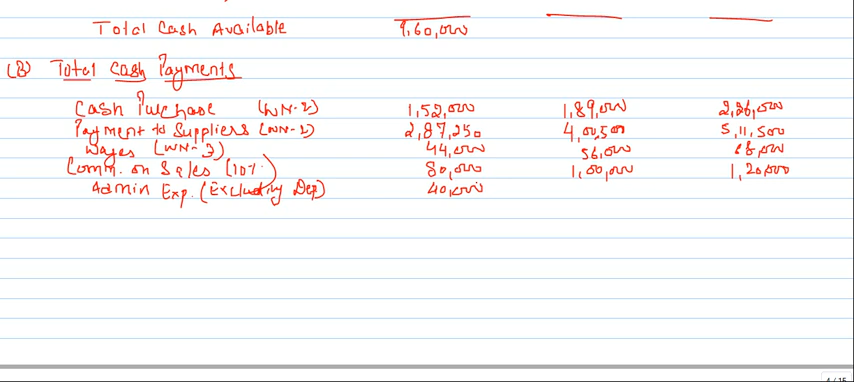 Total Cash Available 9,60,000
(B) Total Cash Payments
Cash Purchase (WN-2) 1,52,000 1,89,000 2,26,000
Payment to Suppliers (WN-2) 2,87,250 4,00,500 5,11,500
Wages (WN-3) 44,000 56,000 68,000
Comm. on Sales (10%) 80,000 1,00,000 1,20,000
Admin Exp. (Excluding Dep) 40,000
4 / 15